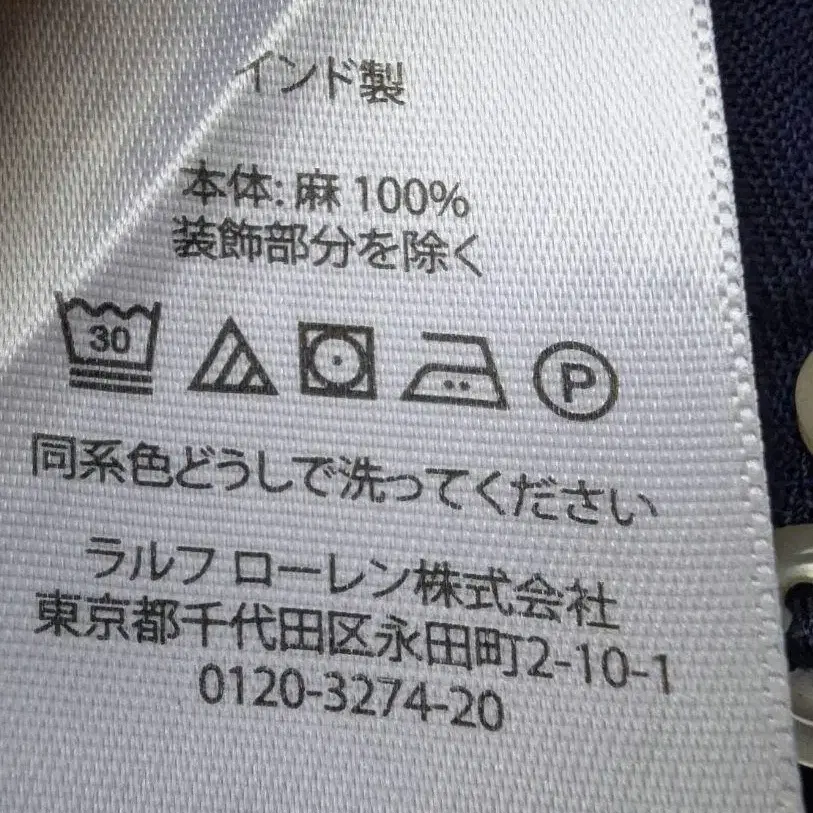 インド製
本体: 麻 100%
装飾部分を除く
30
P
同系色どうしで洗ってください
ラルフ ローレン株式会社
東京都千代田区永田町2-10-1
0120-3274-20